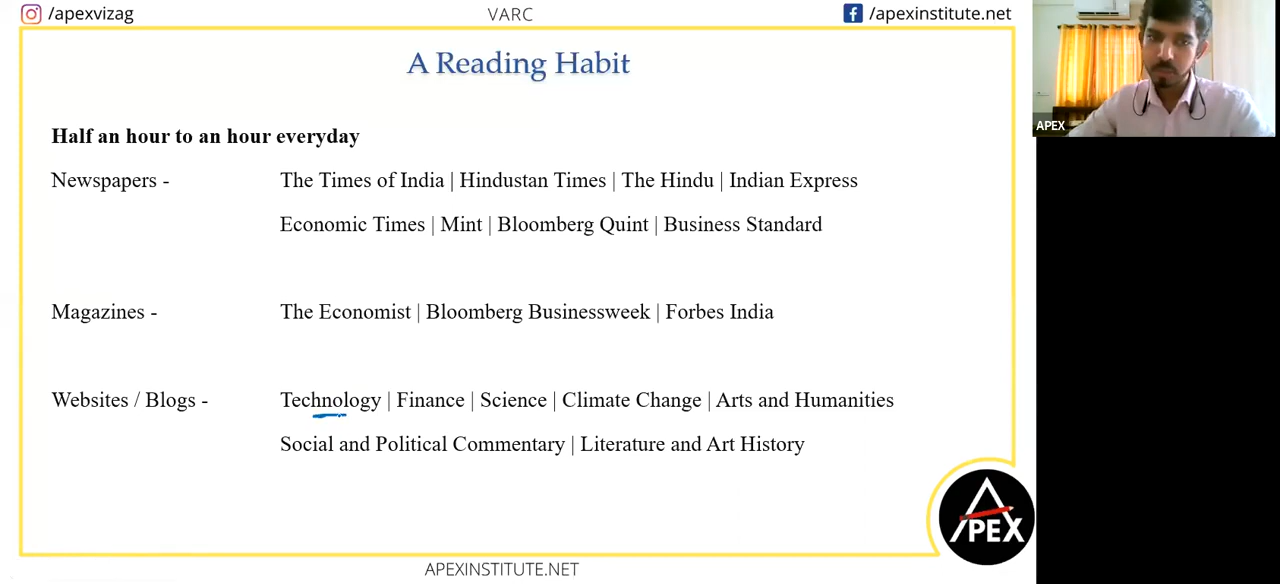 /apexvizag
VARC
/apexinstitute.net
A Reading Habit
Half an hour to an hour everyday
Newspapers - The Times of India | Hindustan Times | The Hindu | Indian Express
Economic Times | Mint | Bloomberg Quint | Business Standard
Magazines - The Economist | Bloomberg Businessweek | Forbes India
Websites / Blogs - Technology | Finance | Science | Climate Change | Arts and Humanities
Social and Political Commentary | Literature and Art History
APEX
APEXINSTITUTE.NET
APEX